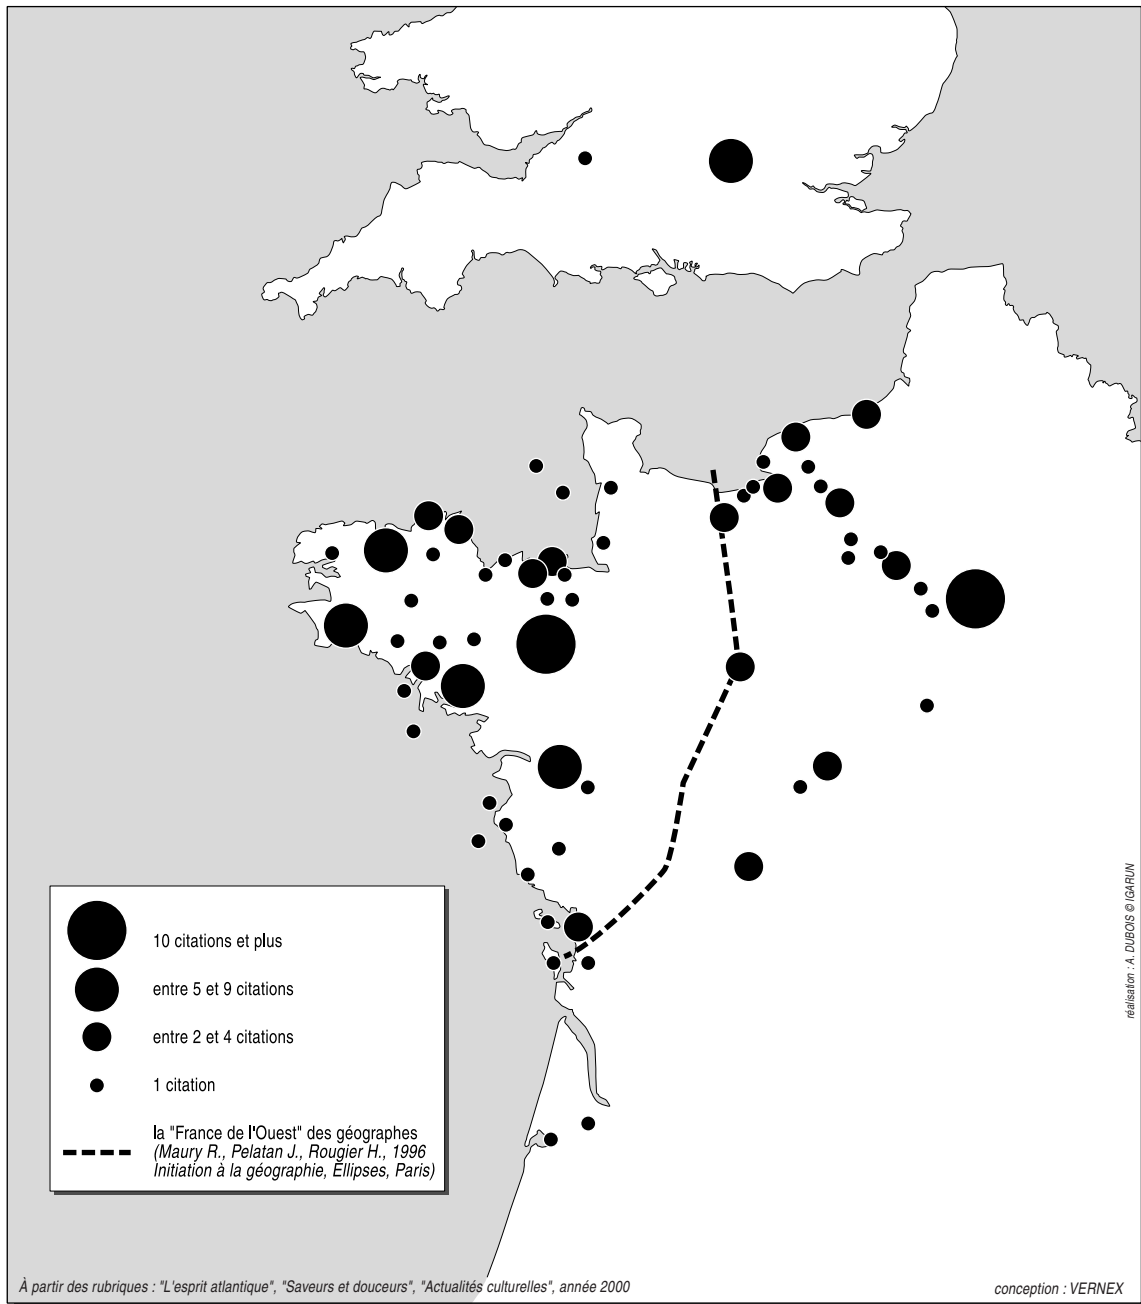 10 citations et plus
entre 5 et 9 citations
entre 2 et 4 citations
1 citation
la "France de l'Ouest" des géographes
(Maury R., Pelatan J., Rougier H., 1996
Initiation à la géographie, Ellipses, Paris)
réalisation : A. DUBOIS © IGARUN
À partir des rubriques : "L'esprit atlantique", "Saveurs et douceurs", "Actualités culturelles", année 2000
conception : VERNEX